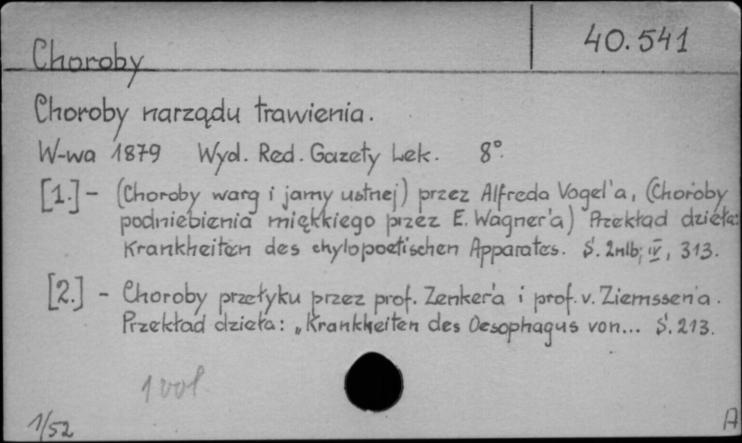 40.541
Choroby
Choroby narządu trawienia.
W-wa 1879 Wyd. Red. Gazety Lek. 8°.
[1.] - (Choroby warg i jamy ustnej) przez Alfreda Vogel'a, (Choroby
podniebienia miękkiego przez E. Wagner'a) Przekład dzieła:
Krankheiten des chylopoetischen Apparates. S. 2nlb; IV, 313.
[2.] - Choroby przełyku przez prof. Zenker'a i prof. v. Ziemssen'a.
Przekład dzieła: „Krankheiten des Oesophagus von... S. 213.
1 vol
1/52
A